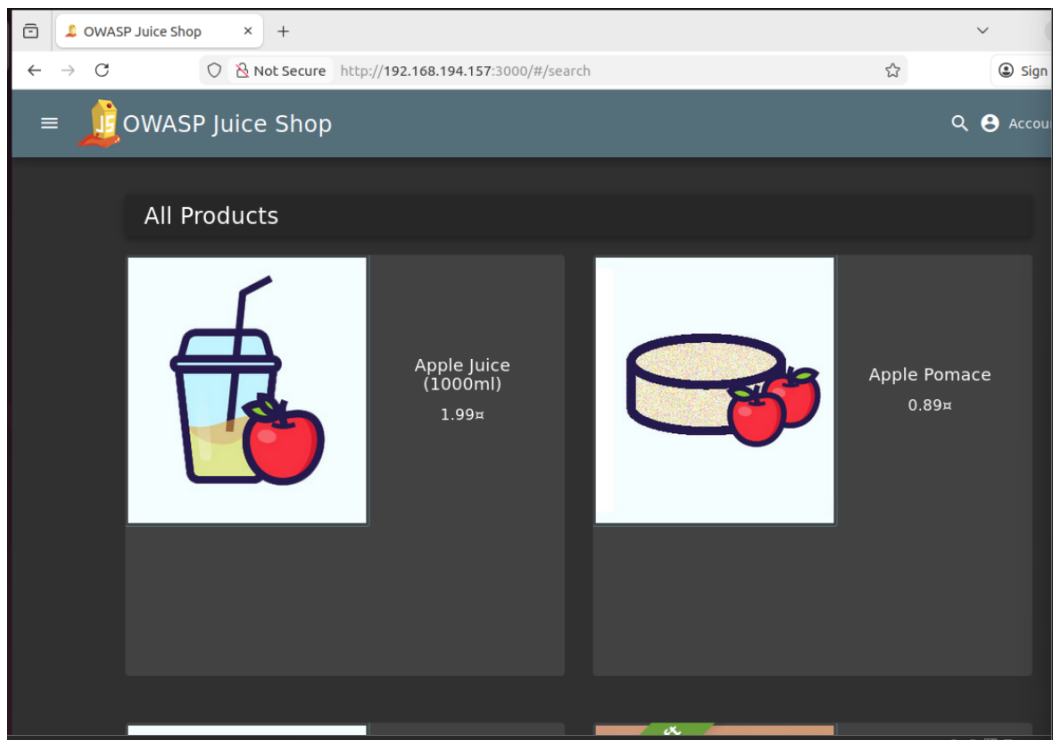 OWASP Juice Shop
Not Secure http://192.168.194.157:3000/#/search
Sign
JS
OWASP Juice Shop
Accou
All Products
Apple Juice
(1000ml)
1.99¤
Apple Pomace
0.89¤